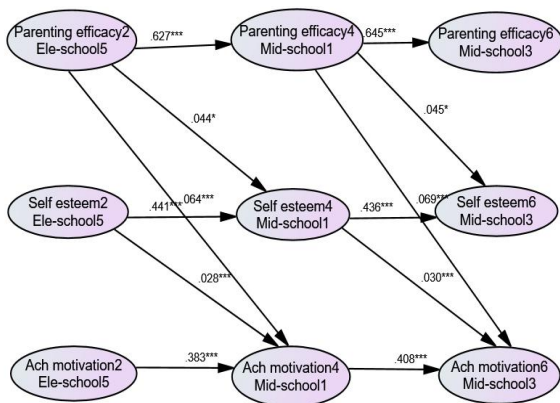 Parenting efficacy2
Ele-school5
.627***
Parenting efficacy4
Mid-school1
.645***
Parenting efficacy6
Mid-school3
.044*
.045*
Self esteem2
Ele-school5
.441***
.064***
Self esteem4
Mid-school1
.436***
.069***
Self esteem6
Mid-school3
.028***
.030***
Ach motivation2
Ele-school5
.383***
Ach motivation4
Mid-school1
.408***
Ach motivation6
Mid-school3